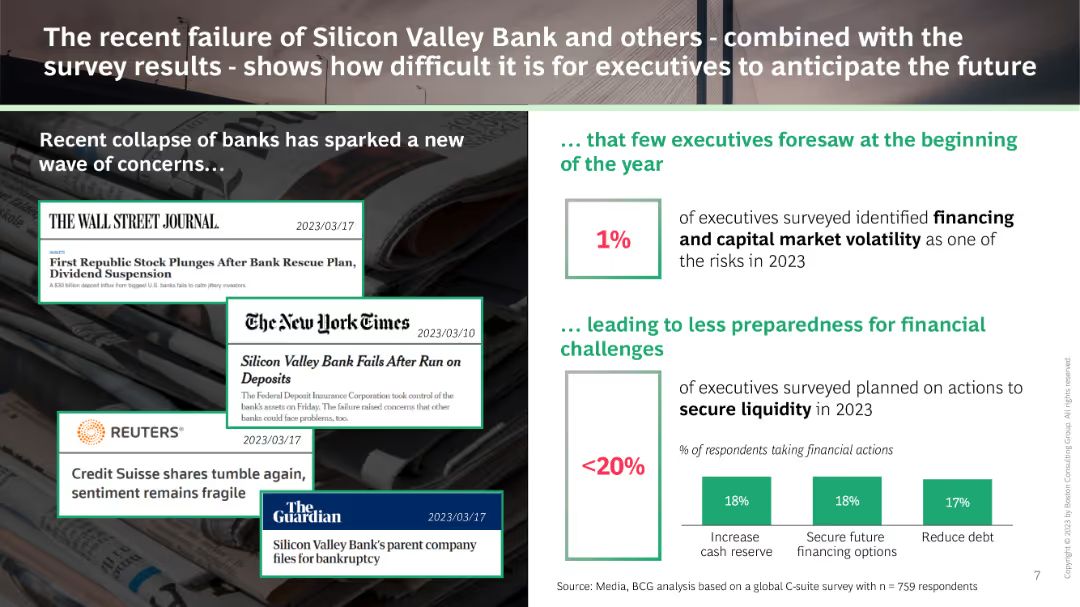 The recent failure of Silicon Valley Bank and others - combined with the
survey results - shows how difficult it is for executives to anticipate the future
Recent collapse of banks has sparked a new
wave of concerns...
THE WALL STREET JOURNAL.
2023/03/17
MARKETS
First Republic Stock Plunges After Bank Rescue Plan,
Dividend Suspension
A $30 billion deposit influx from biggest U.S. banks fails to calm jittery investors.
The New York Times
2023/03/10
Silicon Valley Bank Fails After Run on
Deposits
The Federal Deposit Insurance Corporation took control of the
bank's assets on Friday. The failure raised concerns that other
banks could face problems, too.
REUTERS®
2023/03/17
Credit Suisse shares tumble again,
sentiment remains fragile
The
Guardian
2023/03/17
Silicon Valley Bank's parent company
files for bankruptcy
... that few executives foresaw at the beginning
of the year
1%
of executives surveyed identified financing
and capital market volatility as one of
the risks in 2023
... leading to less preparedness for financial
challenges
<20%
of executives surveyed planned on actions to
secure liquidity in 2023
% of respondents taking financial actions
18%
18%
17%
Increase
cash reserve
Secure future
financing options
Reduce debt
Source: Media, BCG analysis based on a global C-suite survey with n = 759 respondents
7
Copyright © 2023 by Boston Consulting Group. All rights reserved